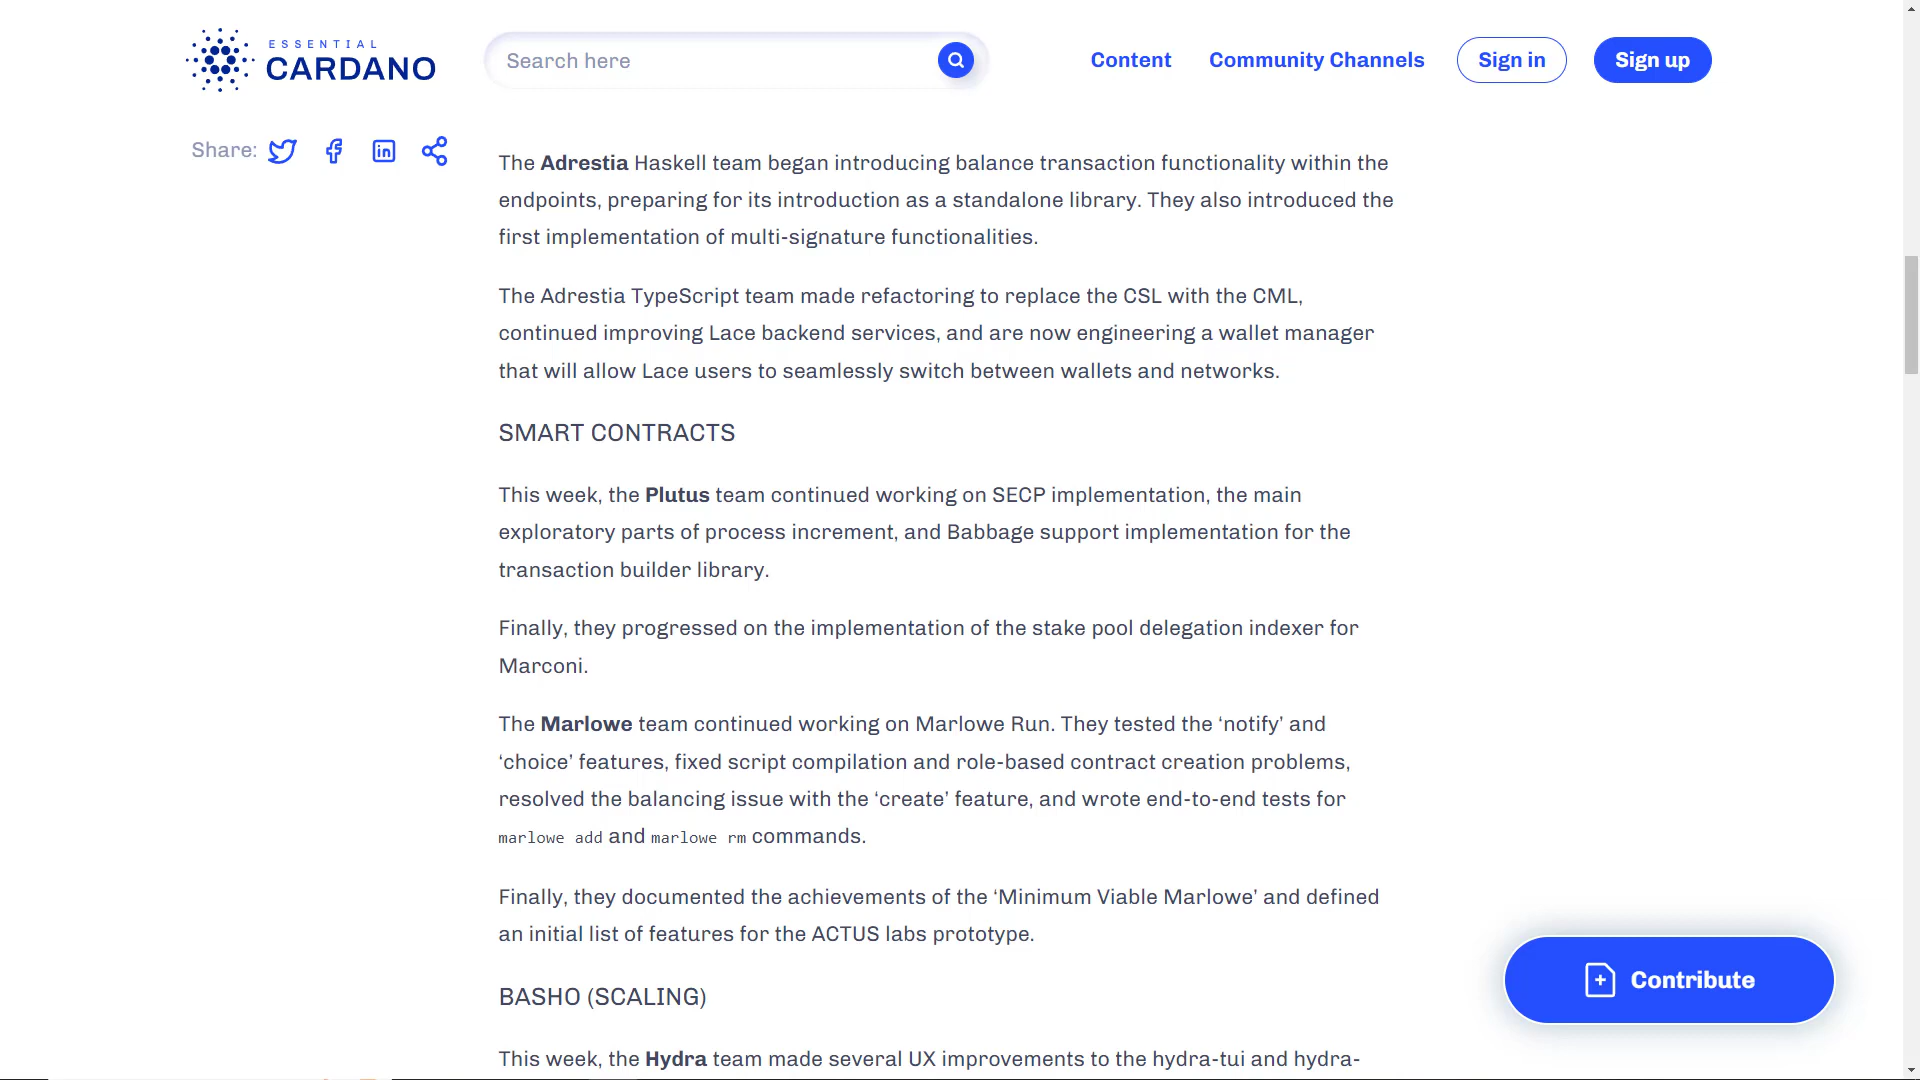 ESSENTIAL
CARDANO
Search here
Content
Community Channels
Sign in
Sign up
Share:
The Adrestia Haskell team began introducing balance transaction functionality within the
endpoints, preparing for its introduction as a standalone library. They also introduced the
first implementation of multi-signature functionalities.
The Adrestia TypeScript team made refactoring to replace the CSL with the CML,
continued improving Lace backend services, and are now engineering a wallet manager
that will allow Lace users to seamlessly switch between wallets and networks.
SMART CONTRACTS
This week, the Plutus team continued working on SECP implementation, the main
exploratory parts of process increment, and Babbage support implementation for the
transaction builder library.
Finally, they progressed on the implementation of the stake pool delegation indexer for
Marconi.
The Marlowe team continued working on Marlowe Run. They tested the ‘notify’ and
‘choice’ features, fixed script compilation and role-based contract creation problems,
resolved the balancing issue with the ‘create’ feature, and wrote end-to-end tests for
marlowe add and marlowe rm commands.
Finally, they documented the achievements of the ‘Minimum Viable Marlowe’ and defined
an initial list of features for the ACTUS labs prototype.
BASHO (SCALING)
This week, the Hydra team made several UX improvements to the hydra-tui and hydra-
Contribute